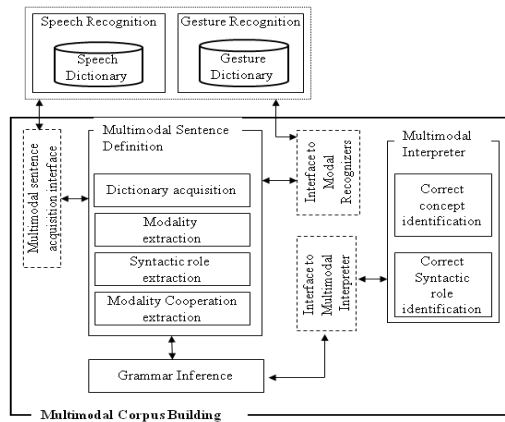 Speech Recognition
Speech
Dictionary
Gesture Recognition
Gesture
Dictionary
Multimodal sentence
acquisition interface
Multimodal Sentence
Definition
Dictionary acquisition
Modality
extraction
Syntactic role
extraction
Modality Cooperation
extraction
Grammar Inference
Interface to
Modal
Recognizers
Interface to
Multimodal
Interpreter
Multimodal
Interpreter
Correct
concept
identification
Correct
Syntactic
role
identification
Multimodal Corpus Building